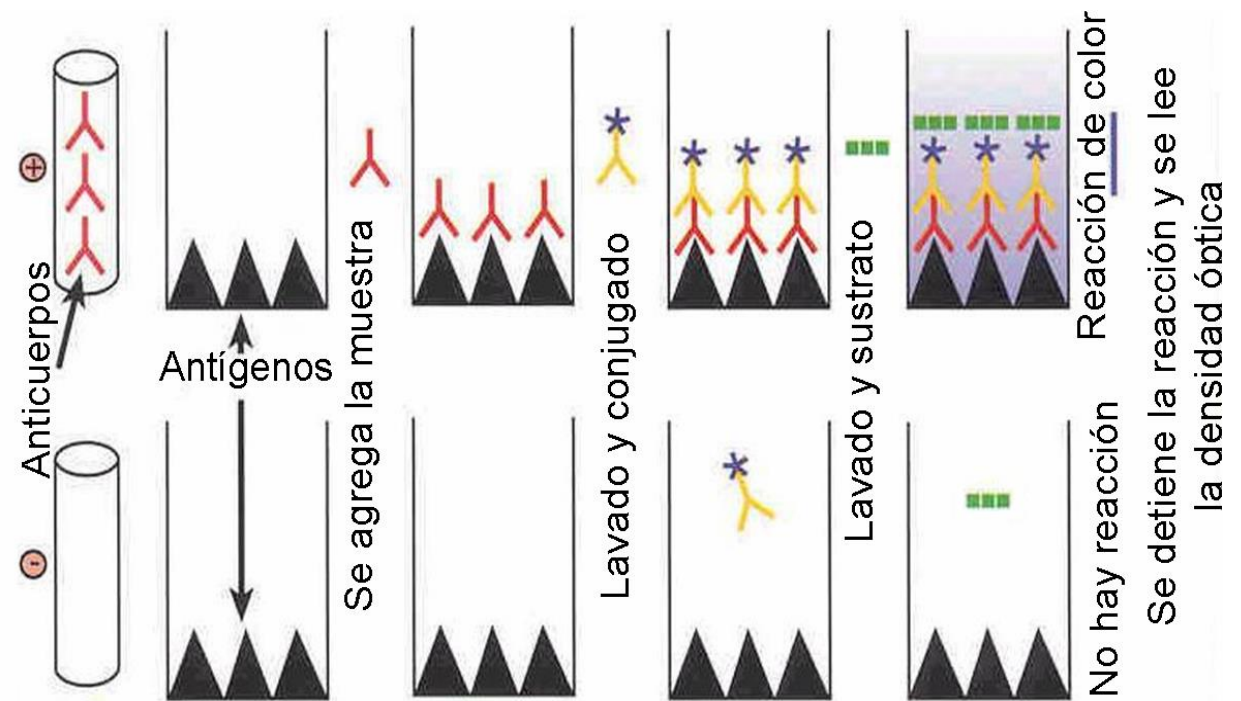 +
Anticuerpos
-
Antígenos
Se agrega la muestra
Lavado y conjugado
Lavado y sustrato
Reacción de color
No hay reacción
Se detiene la reacción y se lee
la densidad óptica